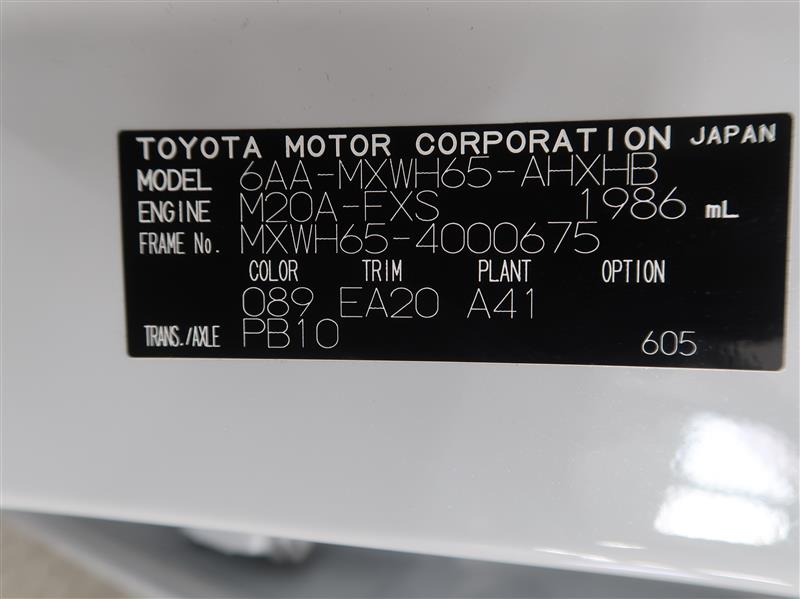 TOYOTA MOTOR CORPORATION JAPAN
MODEL 6AA-MXWH65-AHXHB
ENGINE M20A-FXS 1986 mL
FRAME No. MXWH65-4000675
COLOR TRIM PLANT OPTION
089 EA20 A41
TRANS./AXLE PB10 605